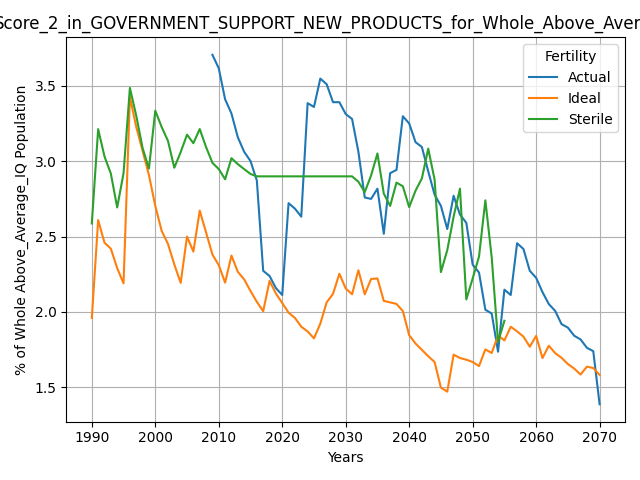 Score_2_in_GOVERNMENT_SUPPORT_NEW_PRODUCTS_for_Whole_Above_Aver
Fertility
Actual
Ideal
Sterile
% of Whole Above_Average_IQ Population
3.5
3.0
2.5
2.0
1.5
1990 2000 2010 2020 2030 2040 2050 2060 2070
Years